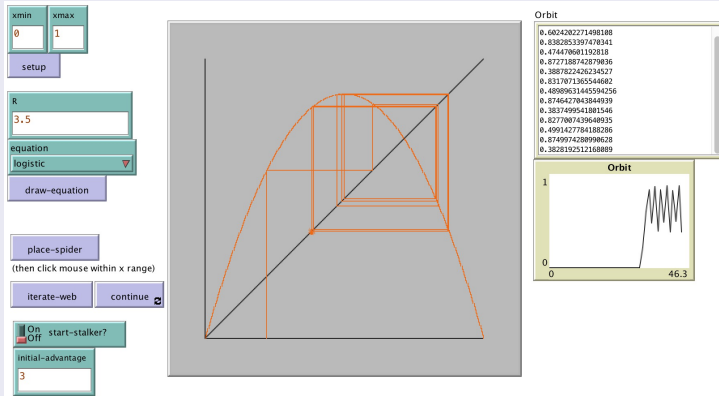 xmin
0
xmax
1
setup
R
3.5
equation
logistic
draw-equation
place-spider
(then click mouse within x range)
iterate-web
continue
On
Off
start-stalker?
initial-advantage
3
Orbit
0.6024202271498108
0.8382853397470341
0.474470601192818
0.8727188742879036
0.3887822426234527
0.8317071365544602
0.48989631445594256
0.8746427043844939
0.3837499541801546
0.8277007439640935
0.4991427784188286
0.8749974280990628
0.3828192512168089
Orbit
1
0
0
46.3